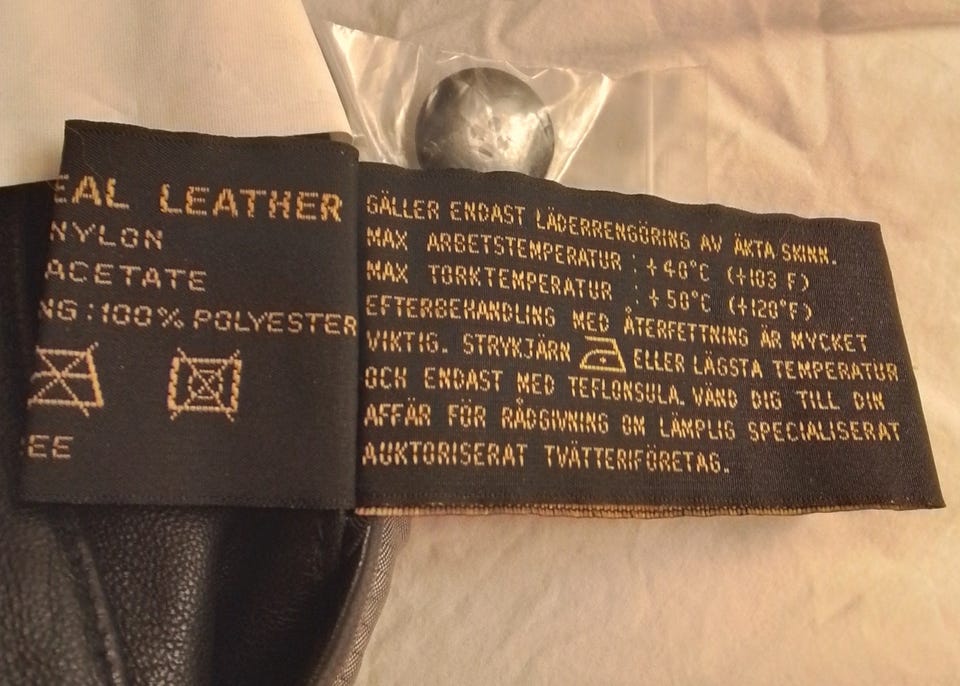 EAL LEATHER
NYLON
ACETATE
NG:100% POLYESTER
EE
GÄLLER ENDAST LÄDERRENGÖRING AV ÄKTA SKINN.
MAX ARBETSTEMPERATUR : +40°C (+103 F)
MAX TORKTEMPERATUR : +50°C (+120°F)
EFTERBEHANDLING MED ÅTERFETTNING ÄR MYCKET
VIKTIG. STRYKJÄRN ELLER LÄGSTA TEMPERATUR
OCH ENDAST MED TEFLONSULA. VÄND DIG TILL DIN
AFFÄR FÖR RÅDGIVNING OM LÄMPLIG SPECIALISERAT
AUKTORISERAT TVÄTTERIFÖRETAG.